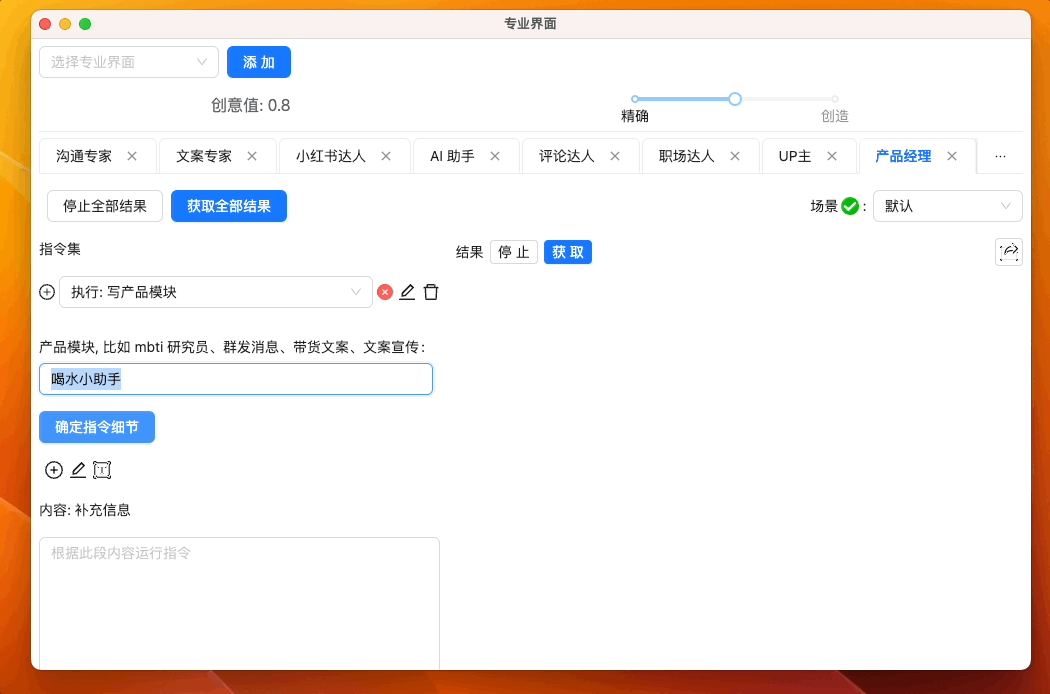 专业界面
选择专业界面 添 加
创意值: 0.8
精确 创造
沟通专家 文案专家 小红书达人 AI 助手 评论达人 职场达人 UP主 产品经理 ...
停止全部结果 获取全部结果 场景 : 默认
指令集 结果 停 止 获 取
执行: 写产品模块
产品模块, 比如 mbti 研究员、群发消息、带货文案、文案宣传:
喝水小助手
确定指令细节
内容: 补充信息
根据此段内容运行指令